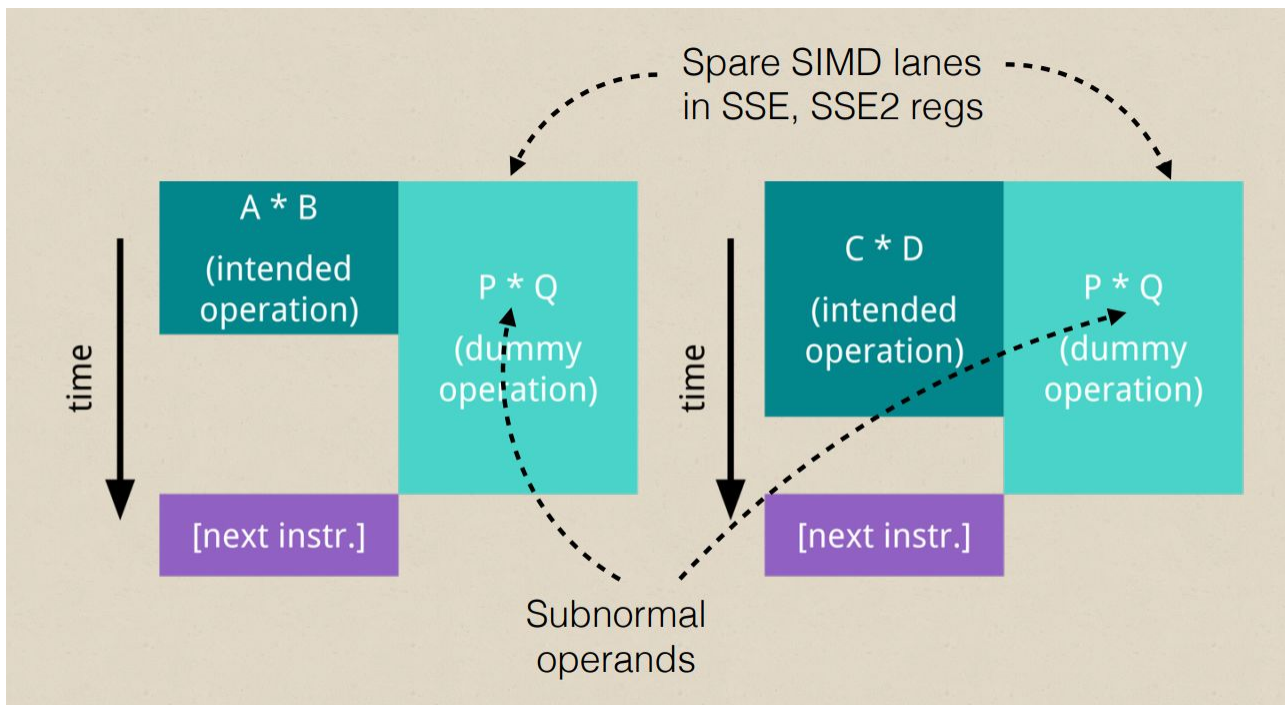 Spare SIMD lanes
in SSE, SSE2 regs
time
A * B
(intended
operation)
P * Q
(dummy
operation)
[next instr.]
time
C * D
(intended
operation)
P * Q
(dummy
operation)
[next instr.]
Subnormal
operands